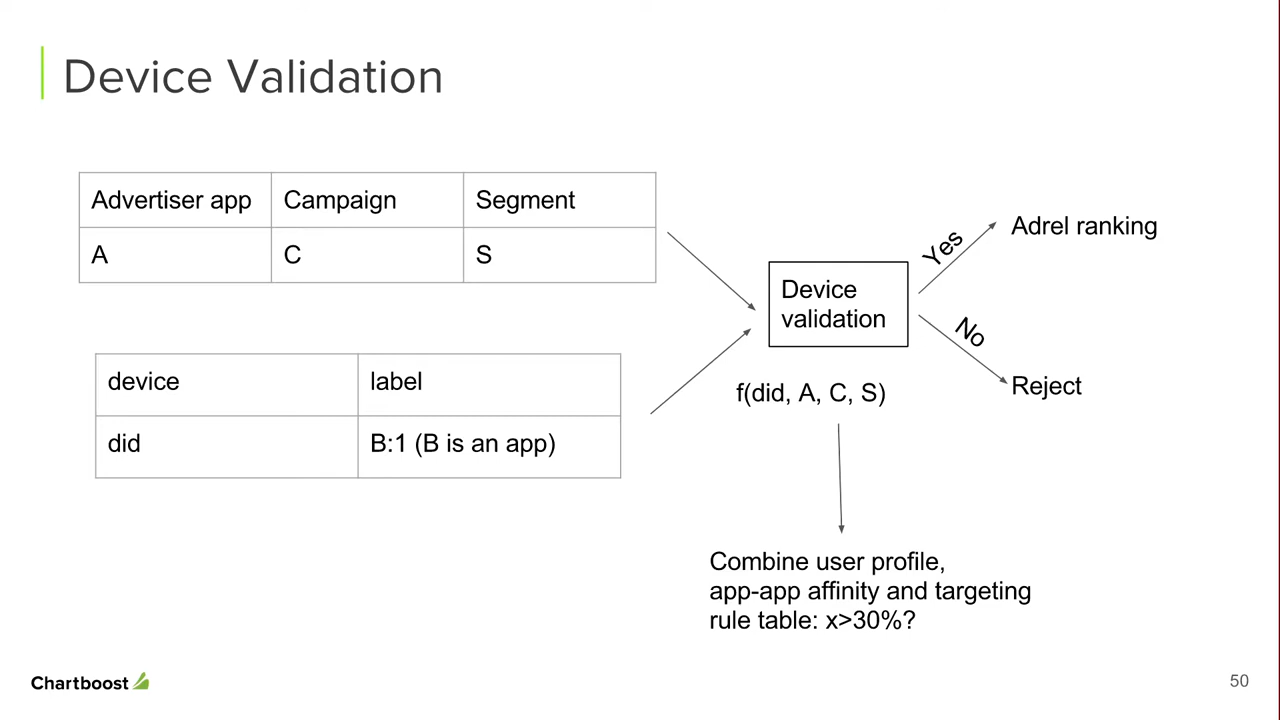 Device Validation
Advertiser app
Campaign
Segment
A
C
S
device
label
did
B:1 (B is an app)
Device
validation
f(did, A, C, S)
Yes
Adrel ranking
No
Reject
Combine user profile,
app-app affinity and targeting
rule table: x>30%?
Chartboost
50